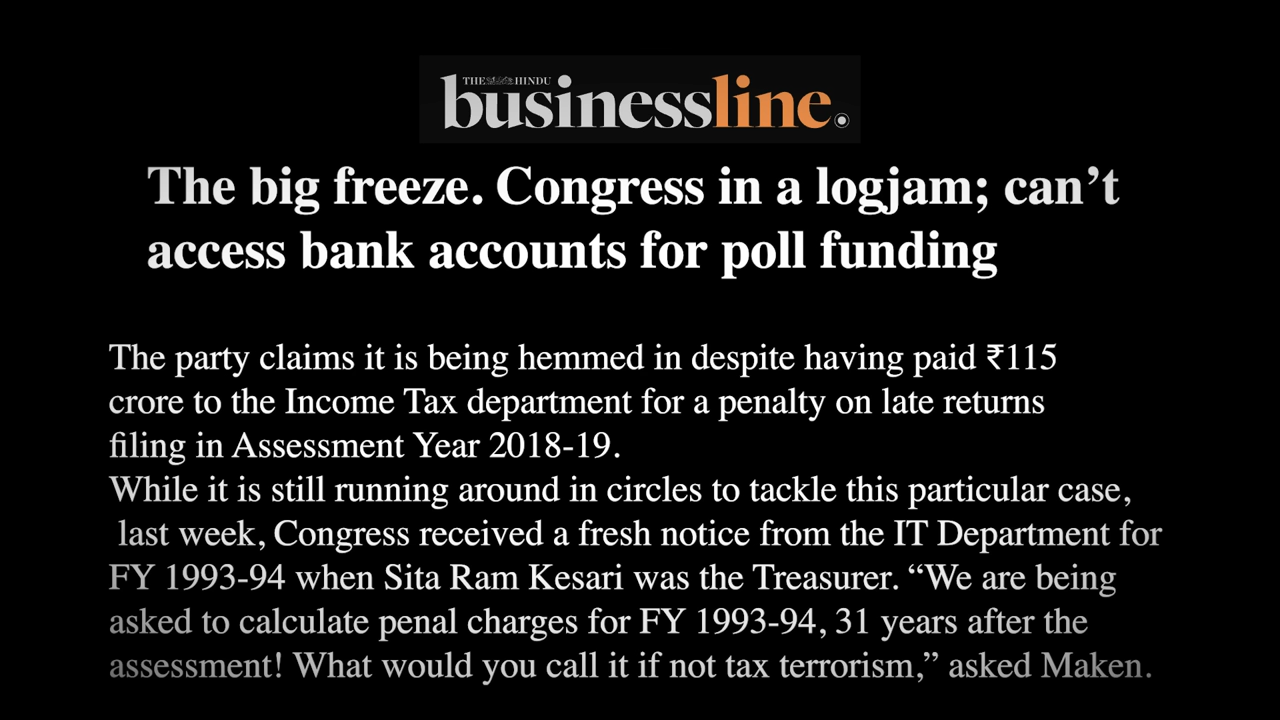 THE HINDU
businessline.
The big freeze. Congress in a logjam; can’t
access bank accounts for poll funding
The party claims it is being hemmed in despite having paid ₹115
crore to the Income Tax department for a penalty on late returns
filing in Assessment Year 2018-19.
While it is still running around in circles to tackle this particular case,
last week, Congress received a fresh notice from the IT Department for
FY 1993-94 when Sita Ram Kesari was the Treasurer. “We are being
asked to calculate penal charges for FY 1993-94, 31 years after the
assessment! What would you call it if not tax terrorism,” asked Maken.